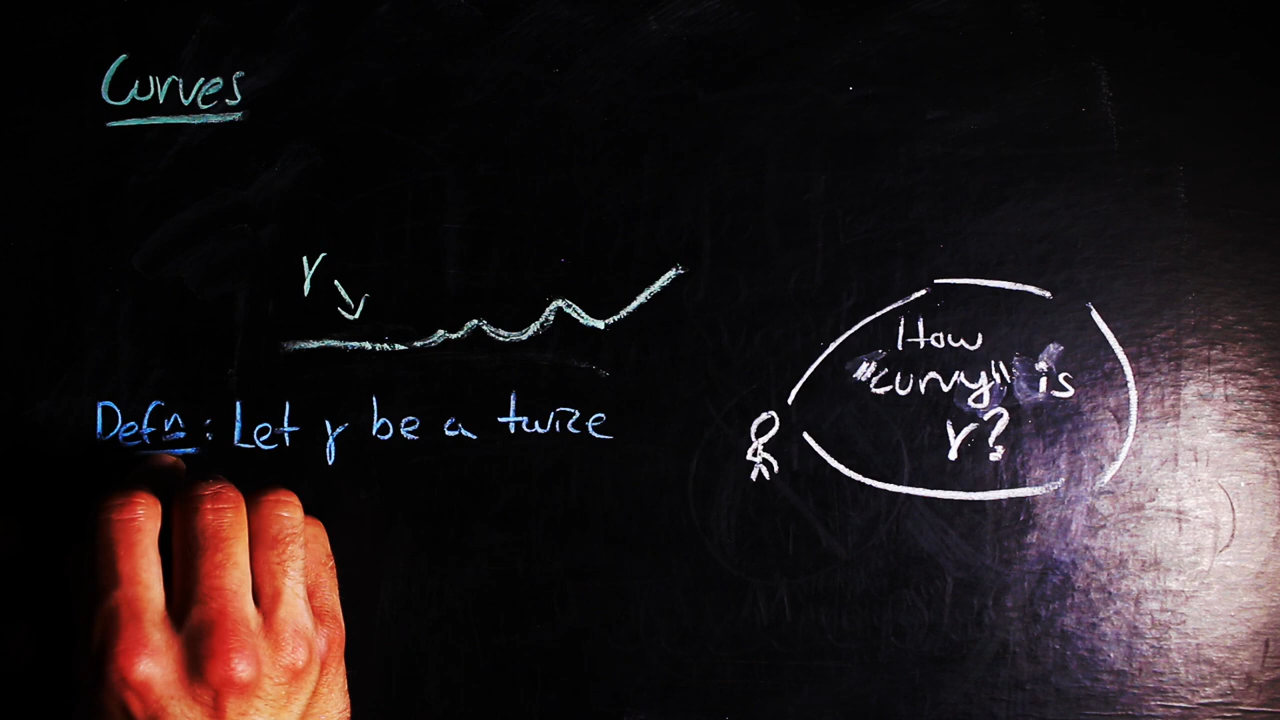 Curves
γ
Defn: Let γ be a twice
How
"curvy" is
γ?